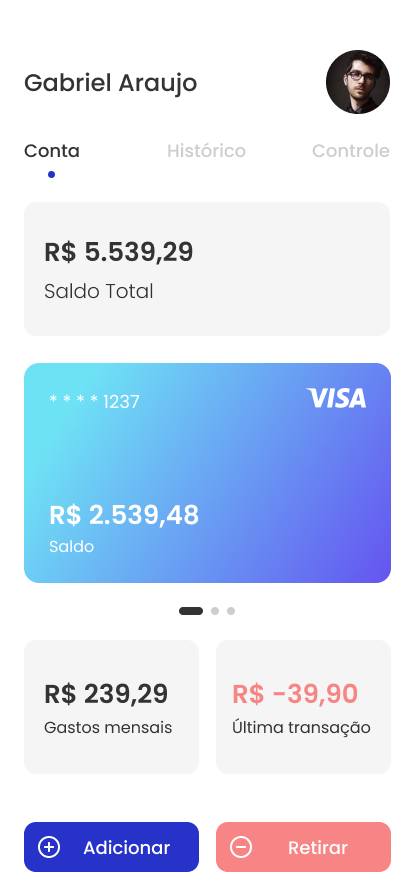 Gabriel Araujo
Conta Histórico Controle
R$ 5.539,29
Saldo Total
* * * * 1237 VISA
R$ 2.539,48
Saldo
R$ 239,29
Gastos mensais
R$ -39,90
Última transação
Adicionar
Retirar